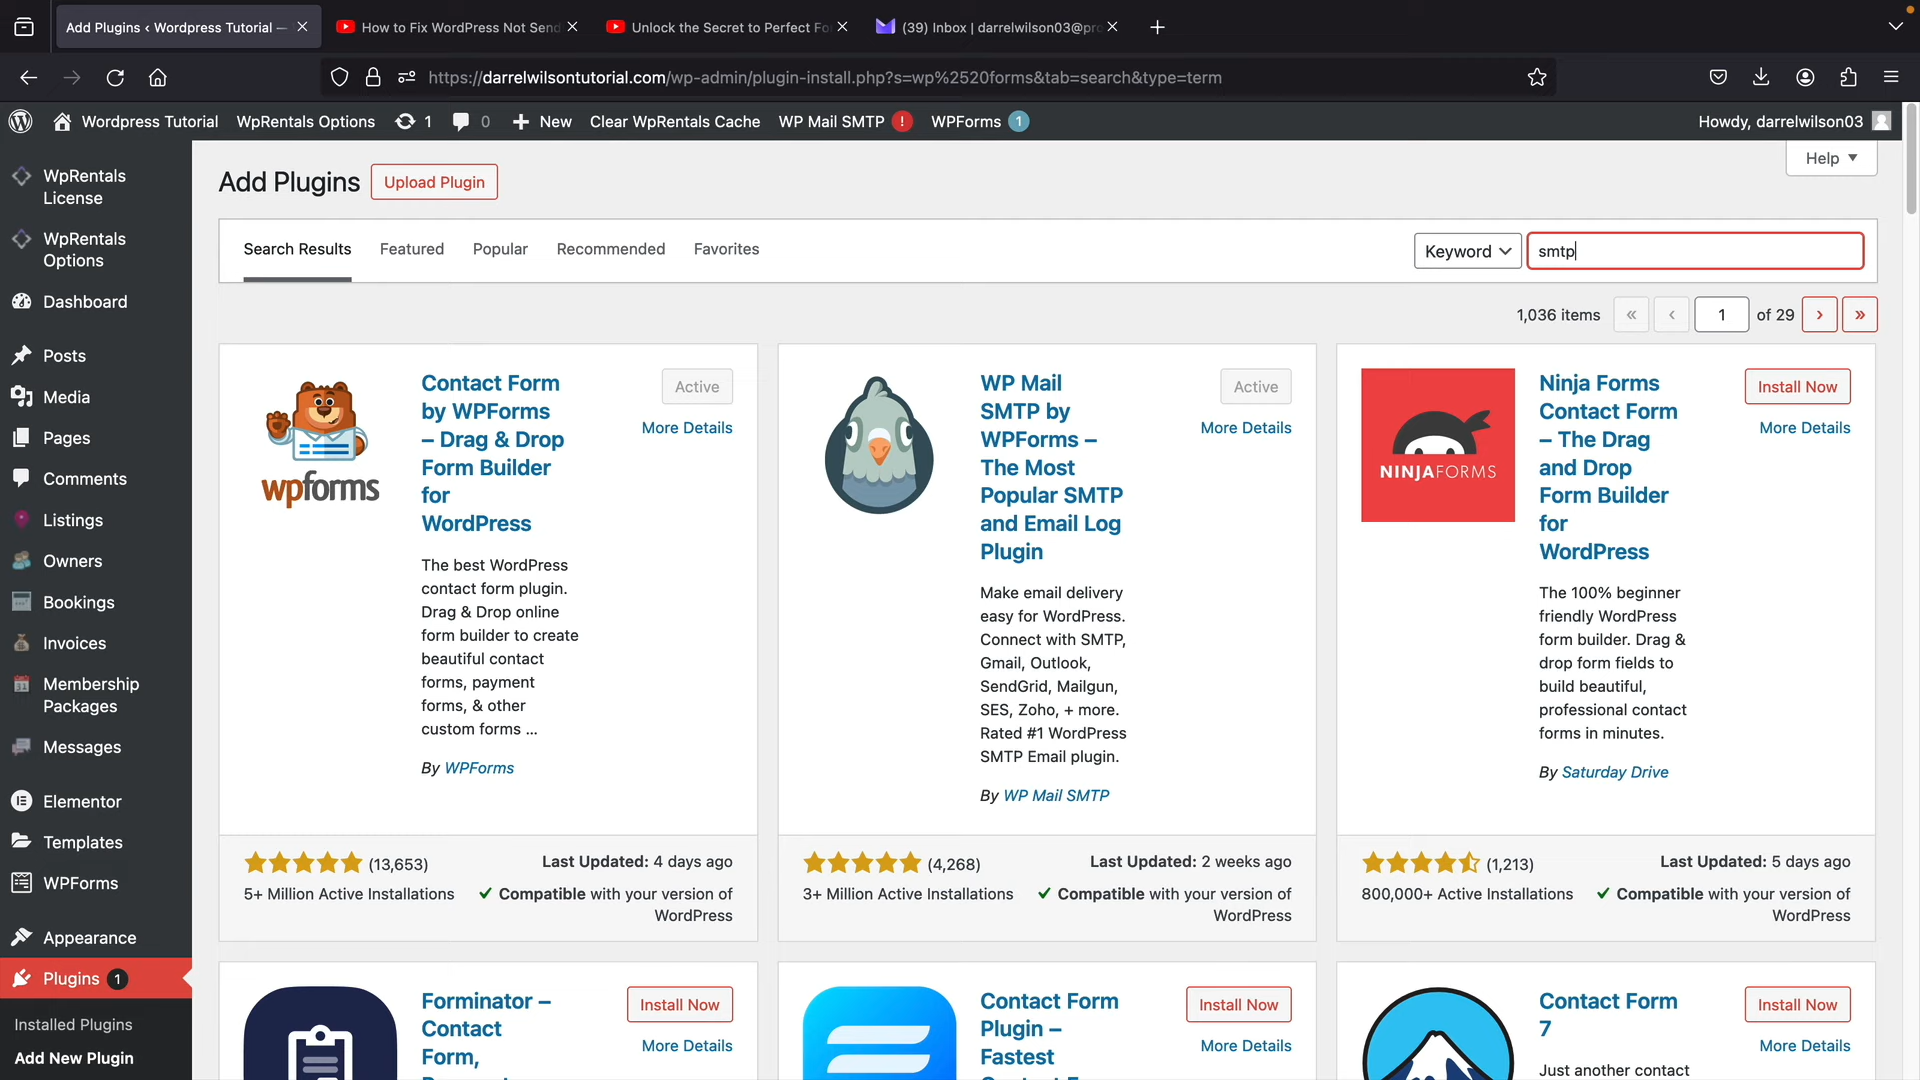 Add Plugins ‹ Wordpress Tutorial —
How to Fix WordPress Not Send
Unlock the Secret to Perfect Fo
(39) Inbox | darrelwilson03@pro
https://darrelwilsontutorial.com/wp-admin/plugin-install.php?s=wp%2520forms&tab=search&type=term
Wordpress Tutorial WpRentals Options 1 0 New Clear WpRentals Cache WP Mail SMTP ! WPForms 1 Howdy, darrelwilson03
WpRentals
License
WpRentals
Options
Dashboard
Posts
Media
Pages
Comments
Listings
Owners
Bookings
Invoices
Membership
Packages
Messages
Elementor
Templates
WPForms
Appearance
Plugins 1
Installed Plugins
Add New Plugin
Help
Add Plugins Upload Plugin
Search Results Featured Popular Recommended Favorites Keyword smtp
1,036 items « ‹ 1 of 29 › »
wpforms
Contact Form
by WPForms
– Drag & Drop
Form Builder
for
WordPress
Active
More Details
The best WordPress
contact form plugin.
Drag & Drop online
form builder to create
beautiful contact
forms, payment
forms, & other
custom forms ...
By WPForms
(13,653)
5+ Million Active Installations
Last Updated: 4 days ago
✓ Compatible with your version of
WordPress
WP Mail
SMTP by
WPForms –
The Most
Popular SMTP
and Email Log
Plugin
Active
More Details
Make email delivery
easy for WordPress.
Connect with SMTP,
Gmail, Outlook,
SendGrid, Mailgun,
SES, Zoho, + more.
Rated #1 WordPress
SMTP Email plugin.
By WP Mail SMTP
(4,268)
3+ Million Active Installations
Last Updated: 2 weeks ago
✓ Compatible with your version of
WordPress
NINJAFORMS
Ninja Forms
Contact Form
– The Drag
and Drop
Form Builder
for
WordPress
Install Now
More Details
The 100% beginner
friendly WordPress
form builder. Drag &
drop form fields to
build beautiful,
professional contact
forms in minutes.
By Saturday Drive
(1,213)
800,000+ Active Installations
Last Updated: 5 days ago
✓ Compatible with your version of
WordPress
Forminator –
Contact
Form,
Install Now
More Details
Contact Form
Plugin –
Fastest
Install Now
More Details
Contact Form
7
Install Now
More Details
Just another contact